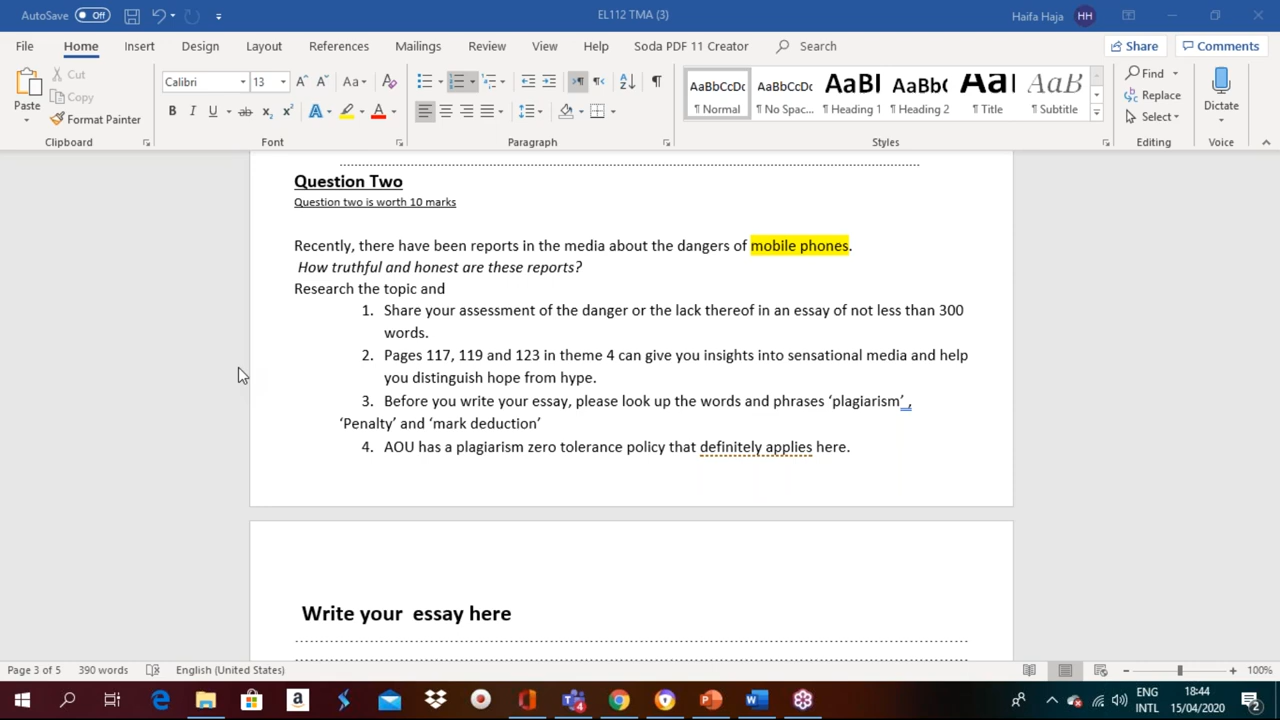 AutoSave Off
EL112 TMA (3)
Haifa Haja HH
File Home Insert Design Layout References Mailings Review View Help Soda PDF 11 Creator Search Share Comments
Paste Cut Copy Format Painter
Calibri 13
Aa
AaBbCcDc AaBbCcDc AaBbCc AaBbCc AaBb AaBbCcD
¶ Normal ¶ No Spac... ¶ Heading 1 ¶ Heading 2 ¶ Title ¶ Subtitle
Find Replace Select
Dictate
Clipboard Font Paragraph Styles Editing Voice
Question Two
Question two is worth 10 marks
Recently, there have been reports in the media about the dangers of mobile phones.
How truthful and honest are these reports?
Research the topic and
1. Share your assessment of the danger or the lack thereof in an essay of not less than 300
words.
2. Pages 117, 119 and 123 in theme 4 can give you insights into sensational media and help
you distinguish hope from hype.
3. Before you write your essay, please look up the words and phrases ‘plagiarism’ ,
‘Penalty’ and ‘mark deduction’
4. AOU has a plagiarism zero tolerance policy that definitely applies here.
Write your essay here
Page 3 of 5 390 words English (United States) 100%
ENG
INTL
18:44
15/04/2020